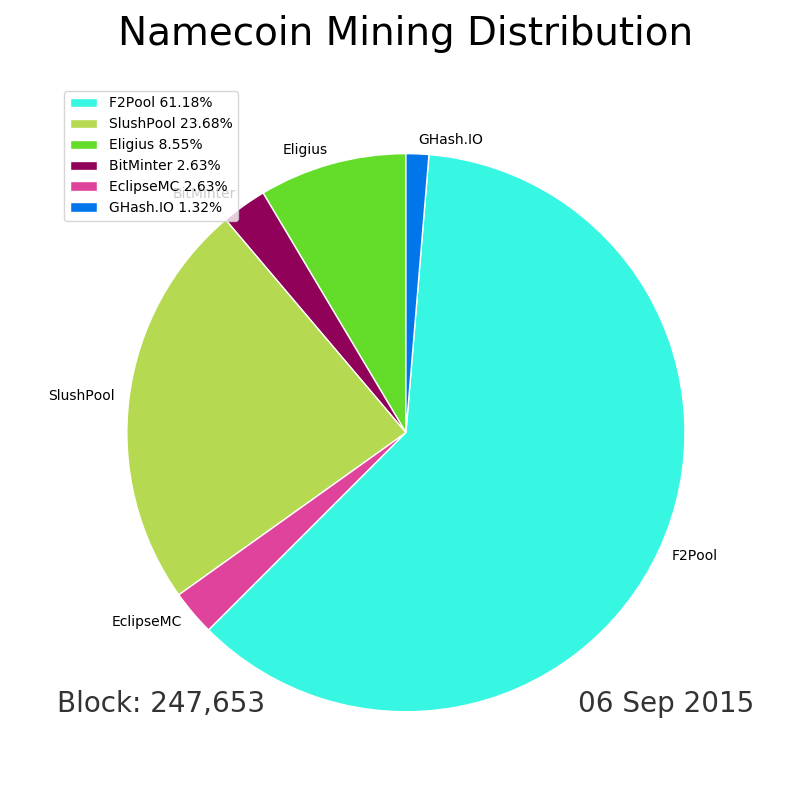 Namecoin Mining Distribution
F2Pool 61.18%
SlushPool 23.68%
Eligius 8.55%
BitMinter 2.63%
EclipseMC 2.63%
GHash.IO 1.32%
GHash.IO
Eligius
BitMinter
SlushPool
F2Pool
EclipseMC
Block: 247,653
06 Sep 2015